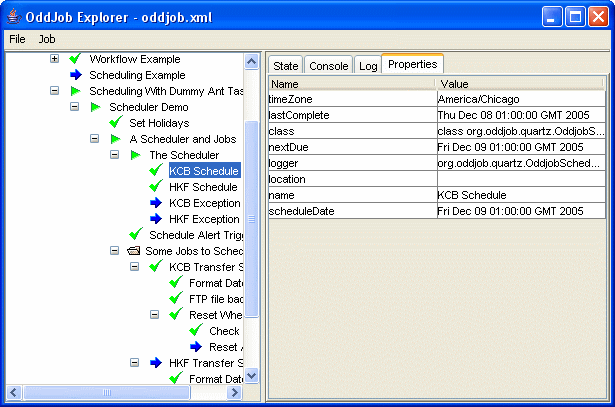 OddJob Explorer - oddjob.xml
File Job
Workflow Example
Scheduling Example
Scheduling With Dummy Ant Tas
Scheduler Demo
Set Holidays
A Scheduler and Jobs
The Scheduler
KCB Schedule
HKF Schedule
KCB Exception
HKF Exception
Schedule Alert Trigg
Some Jobs to Sched
KCB Transfer S
Format Dat
FTP file bac
Reset Whe
Check
Reset
HKF Transfer S
Format Dat
State Console Log Properties
Name Value
timeZone America/Chicago
lastComplete Thu Dec 08 01:00:00 GMT 2005
class class org.oddjob.quartz.OddjobS...
nextDue Fri Dec 09 01:00:00 GMT 2005
logger org.oddjob.quartz.OddjobSched...
location
name KCB Schedule
scheduleDate Fri Dec 09 01:00:00 GMT 2005